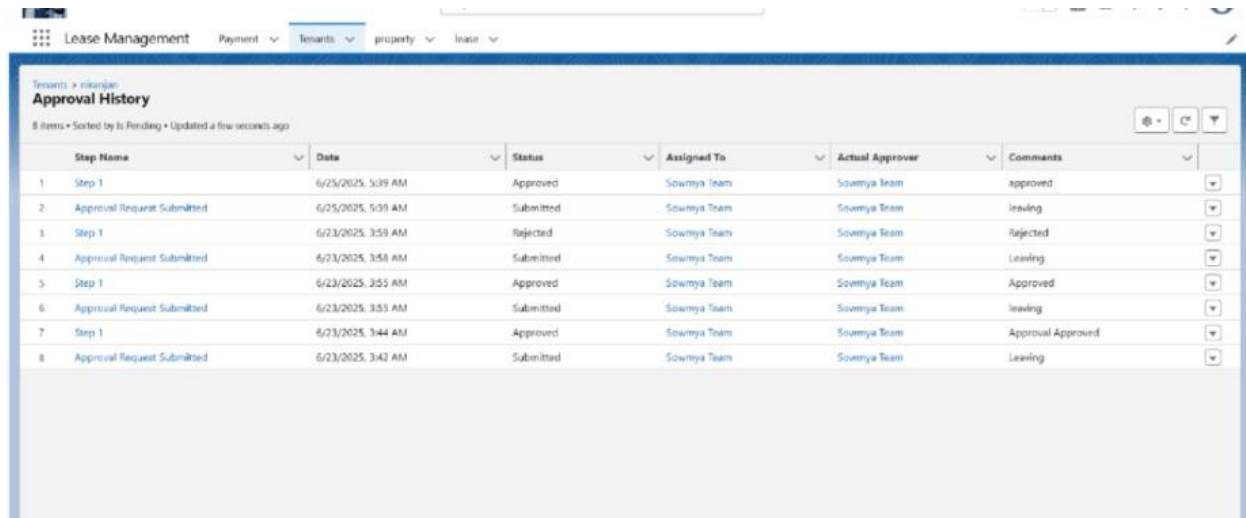 Lease Management Payment Tenants property lease
Tenants > niranjan
Approval History
8 items • Sorted by Is Pending • Updated a few seconds ago
Step Name Date Status Assigned To Actual Approver Comments
1 Step 1 6/25/2025, 5:39 AM Approved Sowmya Team Sowmya Team approved
2 Approval Request Submitted 6/25/2025, 5:39 AM Submitted Sowmya Team Sowmya Team leaving
3 Step 1 6/23/2025, 3:59 AM Rejected Sowmya Team Sowmya Team Rejected
4 Approval Request Submitted 6/23/2025, 3:58 AM Submitted Sowmya Team Sowmya Team Leaving
5 Step 1 6/23/2025, 3:55 AM Approved Sowmya Team Sowmya Team Approved
6 Approval Request Submitted 6/23/2025, 3:55 AM Submitted Sowmya Team Sowmya Team leaving
7 Step 1 6/23/2025, 3:44 AM Approved Sowmya Team Sowmya Team Approval Approved
8 Approval Request Submitted 6/23/2025, 3:42 AM Submitted Sowmya Team Sowmya Team Leaving